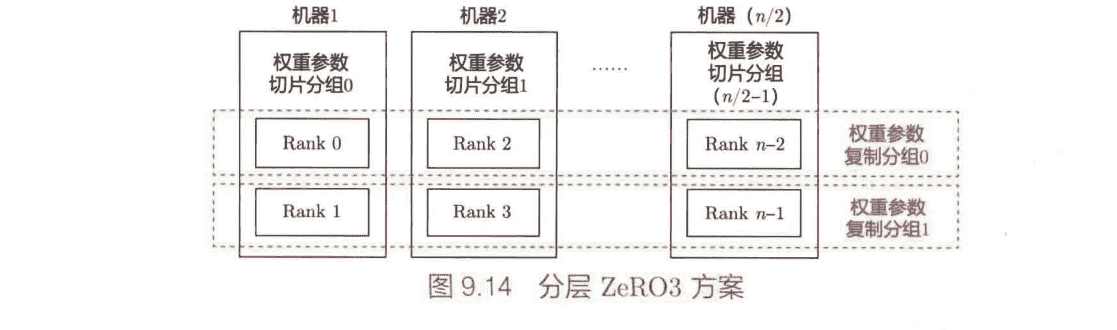 机器1
机器2
机器（n/2）
权重参数
切片分组0
权重参数
切片分组1
……
权重参数
切片分组
（n/2–1）
Rank 0
Rank 2
Rank n–2
权重参数
复制分组0
Rank 1
Rank 3
Rank n–1
权重参数
复制分组1
图 9.14 分层 ZeRO3 方案